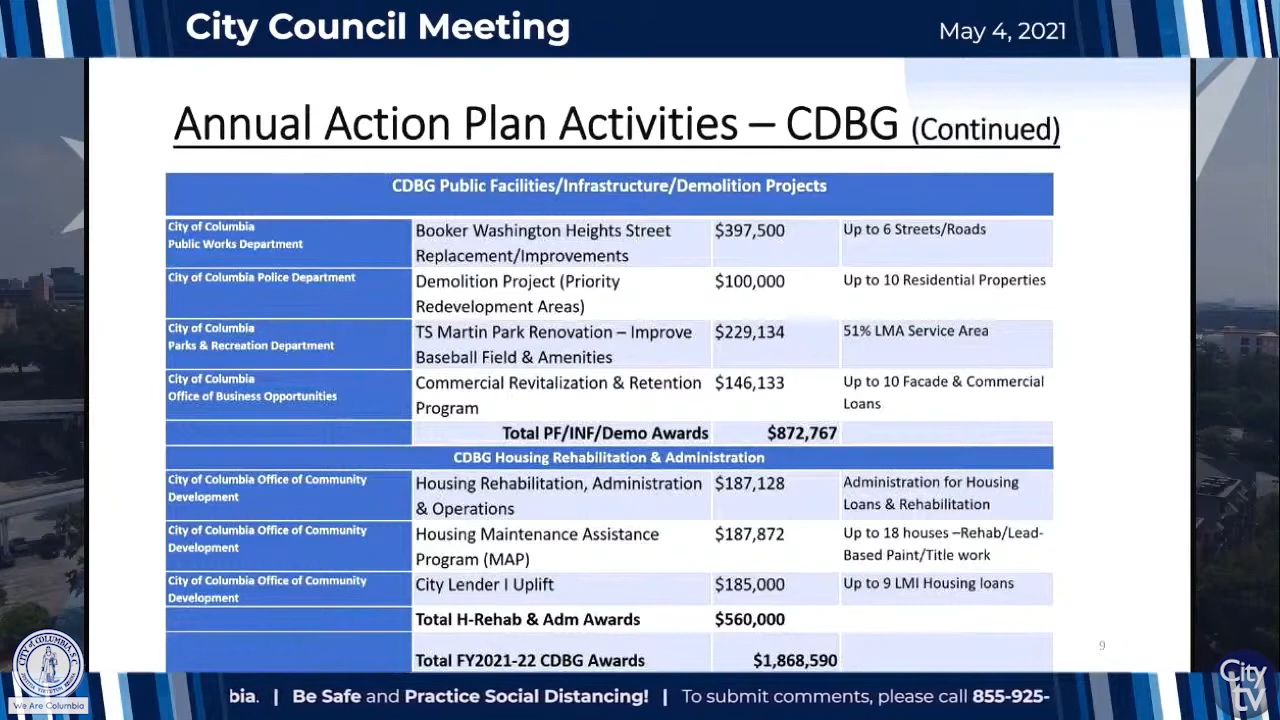 City Council Meeting
May 4, 2021
Annual Action Plan Activities – CDBG (Continued)
CDBG Public Facilities/Infrastructure/Demolition Projects
City of Columbia
Public Works Department
Booker Washington Heights Street
Replacement/Improvements
$397,500
Up to 6 Streets/Roads
City of Columbia Police Department
Demolition Project (Priority
Redevelopment Areas)
$100,000
Up to 10 Residential Properties
City of Columbia
Parks & Recreation Department
TS Martin Park Renovation – Improve
Baseball Field & Amenities
$229,134
51% LMA Service Area
City of Columbia
Office of Business Opportunities
Commercial Revitalization & Retention
Program
$146,133
Up to 10 Facade & Commercial
Loans
Total PF/INF/Demo Awards
$872,767
CDBG Housing Rehabilitation & Administration
City of Columbia Office of Community
Development
Housing Rehabilitation, Administration
& Operations
$187,128
Administration for Housing
Loans & Rehabilitation
City of Columbia Office of Community
Development
Housing Maintenance Assistance
Program (MAP)
$187,872
Up to 18 houses –Rehab/Lead-
Based Paint/Title work
City of Columbia Office of Community
Development
City Lender I Uplift
$185,000
Up to 9 LMI Housing loans
Total H-Rehab & Adm Awards
$560,000
Total FY2021-22 CDBG Awards
$1,868,590
9
We Are Columbia
bia. | Be Safe and Practice Social Distancing! | To submit comments, please call 855-925-
City
tv